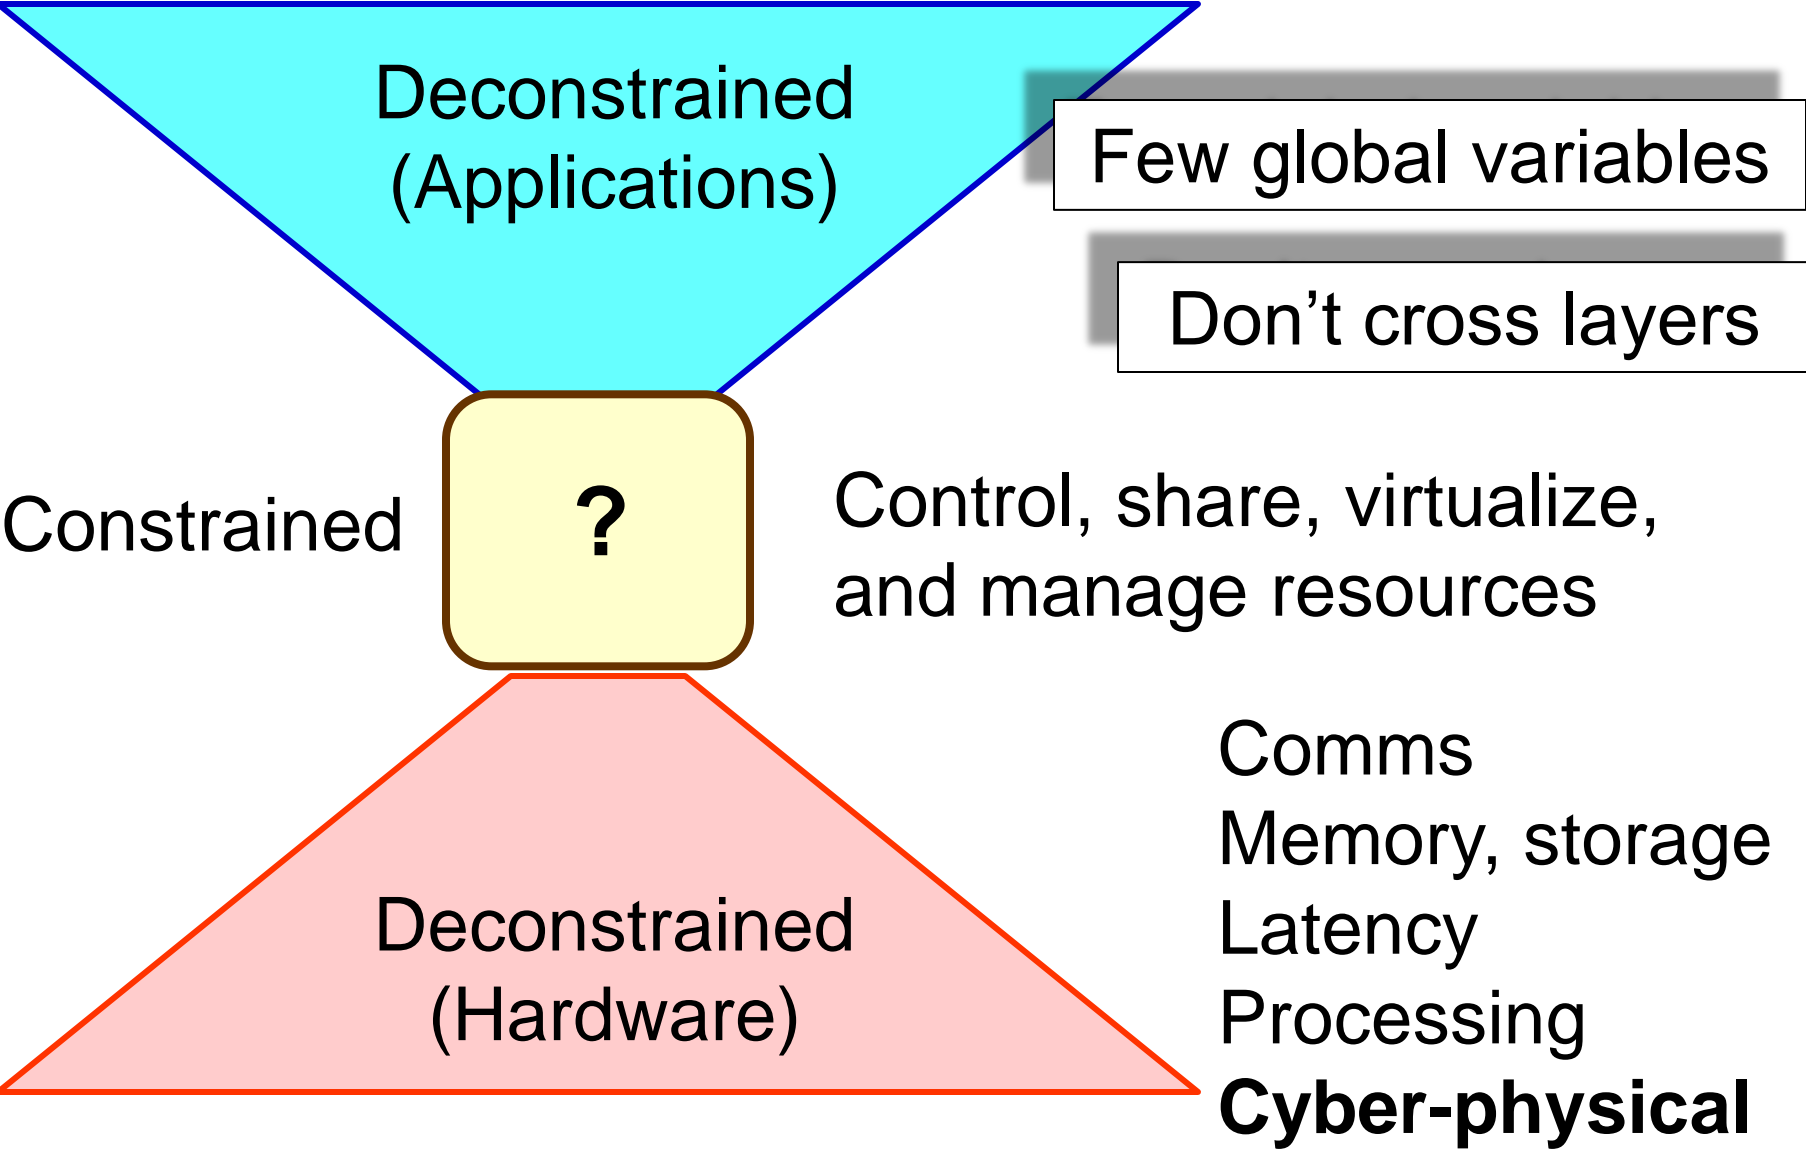 Deconstrained
(Applications)
Few global variables
Don’t cross layers
Constrained
?
Control, share, virtualize,
and manage resources
Deconstrained
(Hardware)
Comms
Memory, storage
Latency
Processing
Cyber-physical